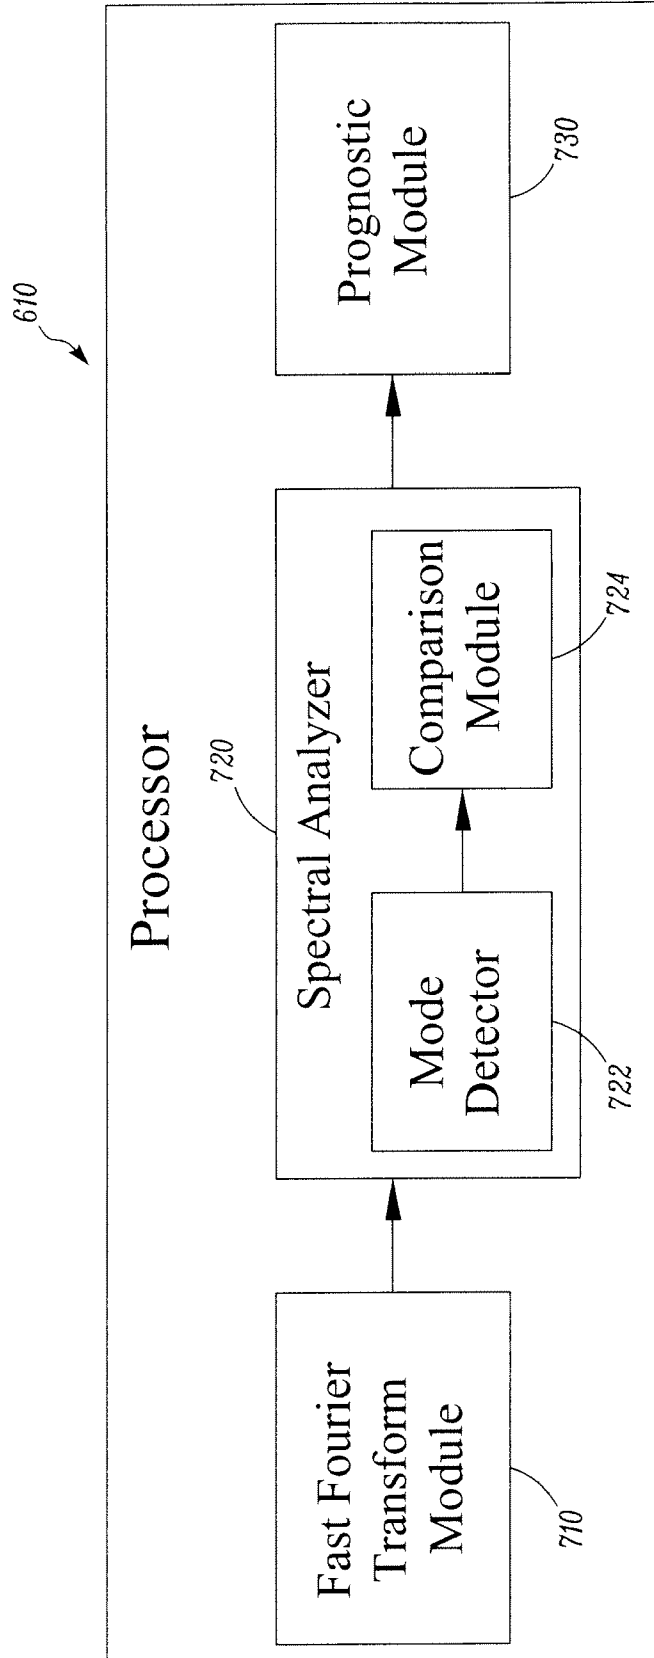 610
Processor
Fast Fourier
Transform
Module
710
720
Spectral Analyzer
Mode
Detector
722
Comparison
Module
724
Prognostic
Module
730